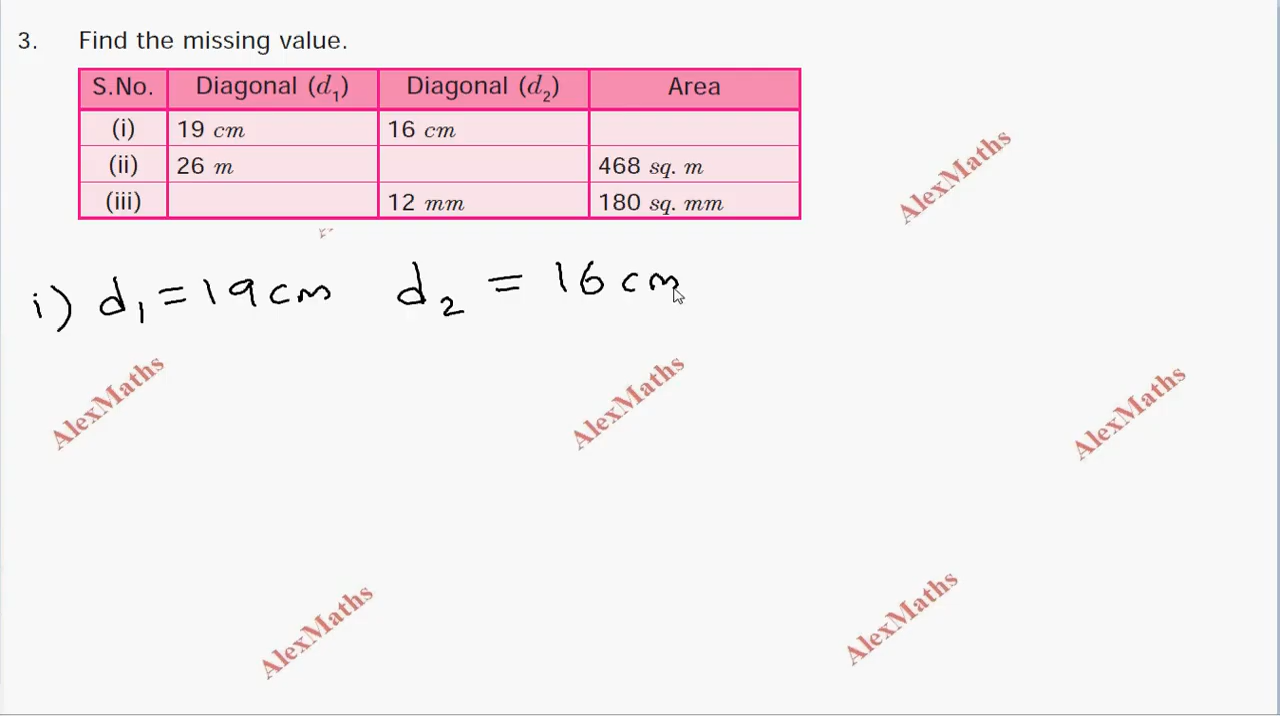 3. Find the missing value.
S.No. Diagonal (d₁) Diagonal (d₂) Area
(i) 19 cm 16 cm
(ii) 26 m 468 sq. m
(iii) 12 mm 180 sq. mm
AlexMaths
i) d₁ = 19 cm d₂ = 16 cm
AlexMaths AlexMaths AlexMaths
AlexMaths AlexMaths